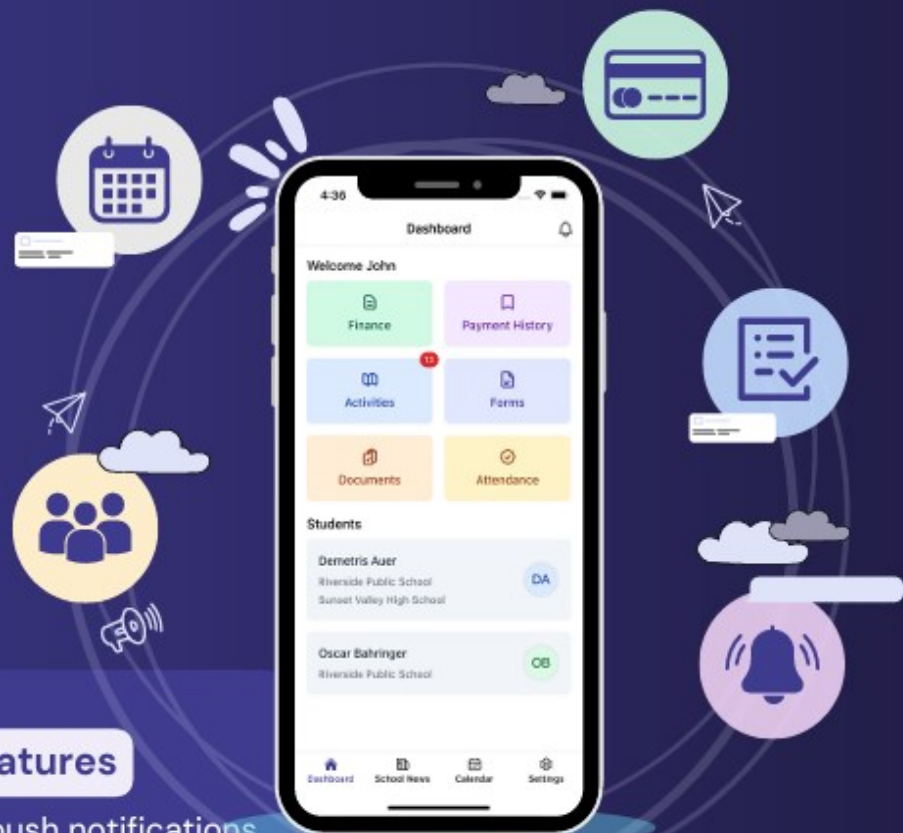 4:36
Dashboard
Welcome John
Finance
Payment History
13
Activities
Forms
Documents
Attendance
Students
Demetris Auer
Riverside Public School
Sunset Valley High School
DA
Oscar Bahringer
Riverside Public School
OB
Dashboard School News Calendar Settings
atures
push notifications